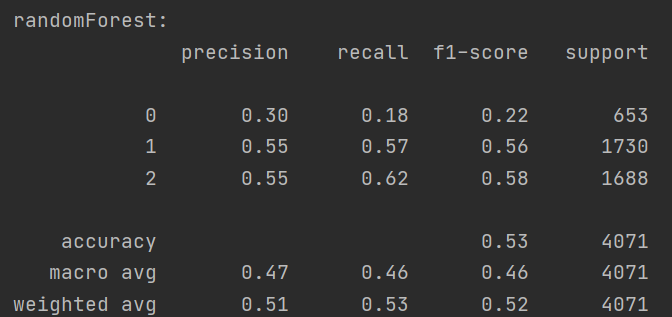 randomForest:
precision recall f1-score support
0 0.30 0.18 0.22 653
1 0.55 0.57 0.56 1730
2 0.55 0.62 0.58 1688
accuracy 0.53 4071
macro avg 0.47 0.46 0.46 4071
weighted avg 0.51 0.53 0.52 4071